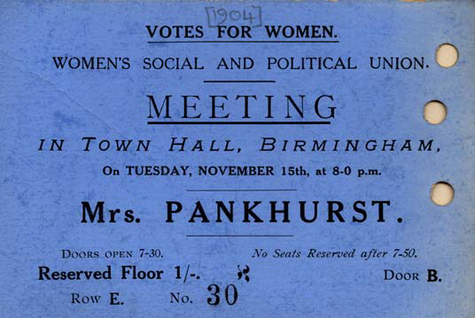 [1904]
VOTES FOR WOMEN.
WOMEN'S SOCIAL AND POLITICAL UNION.
MEETING
IN TOWN HALL, BIRMINGHAM,
On TUESDAY, NOVEMBER 15th, at 8-0 p.m.
Mrs. PANKHURST.
DOORS OPEN 7-30. No Seats Reserved after 7-50.
Reserved Floor 1/-. DOOR B.
Row E. No. 30